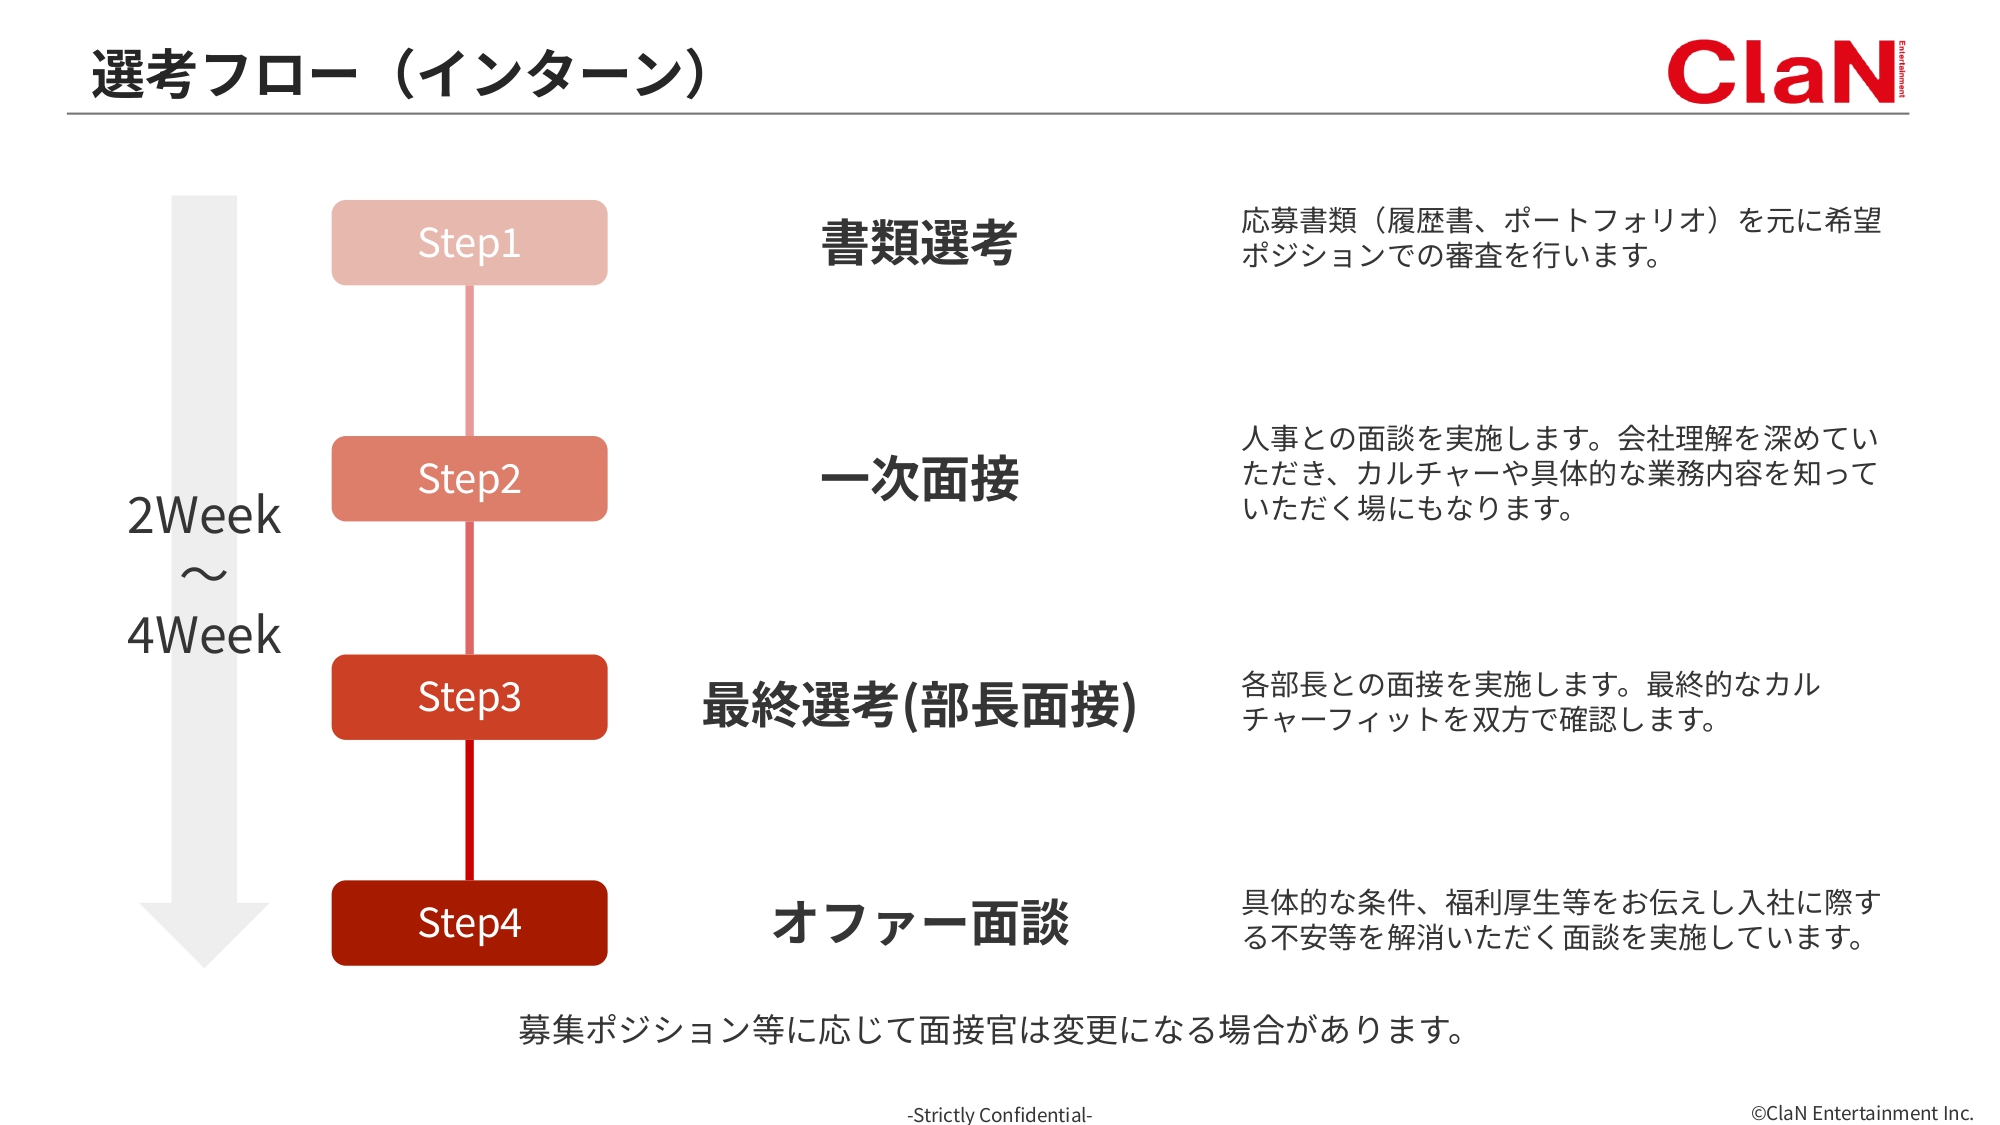 選考フロー（インターン）
ClaN Entertainment
Step1
書類選考
応募書類（履歴書、ポートフォリオ）を元に希望
ポジションでの審査を行います。
2Week
～
4Week
Step2
一次面接
人事との面談を実施します。会社理解を深めてい
ただき、カルチャーや具体的な業務内容を知って
いただく場にもなります。
Step3
最終選考(部長面接)
各部長との面接を実施します。最終的なカル
チャーフィットを双方で確認します。
Step4
オファー面談
具体的な条件、福利厚生等をお伝えし入社に際す
る不安等を解消いただく面談を実施しています。
募集ポジション等に応じて面接官は変更になる場合があります。
-Strictly Confidential-
©ClaN Entertainment Inc.